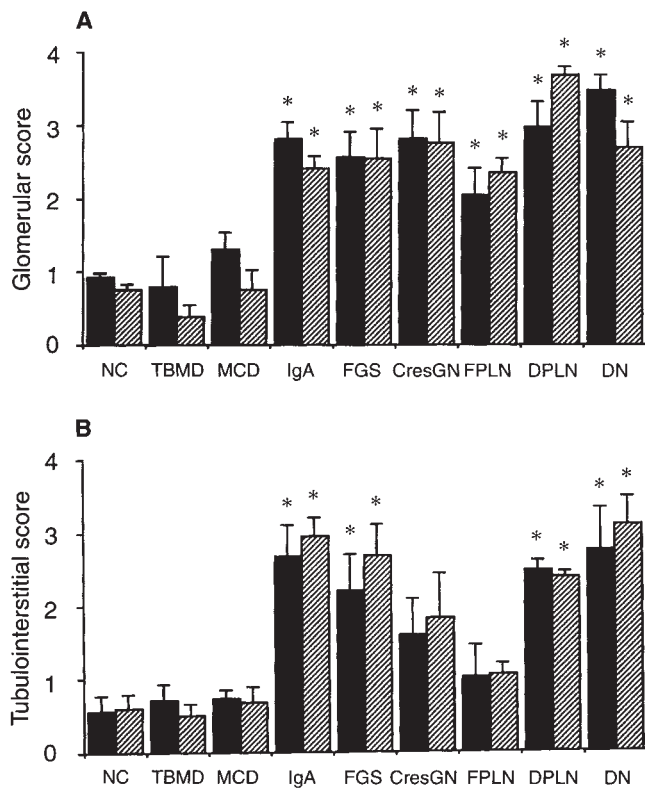 A
Glomerular score
4
3
2
1
0
* * * * * * * * * * * *
NC TBMD MCD IgA FGS CresGN FPLN DPLN DN
B
Tubulointerstitial score
4
3
2
1
0
* * * * * * * *
NC TBMD MCD IgA FGS CresGN FPLN DPLN DN